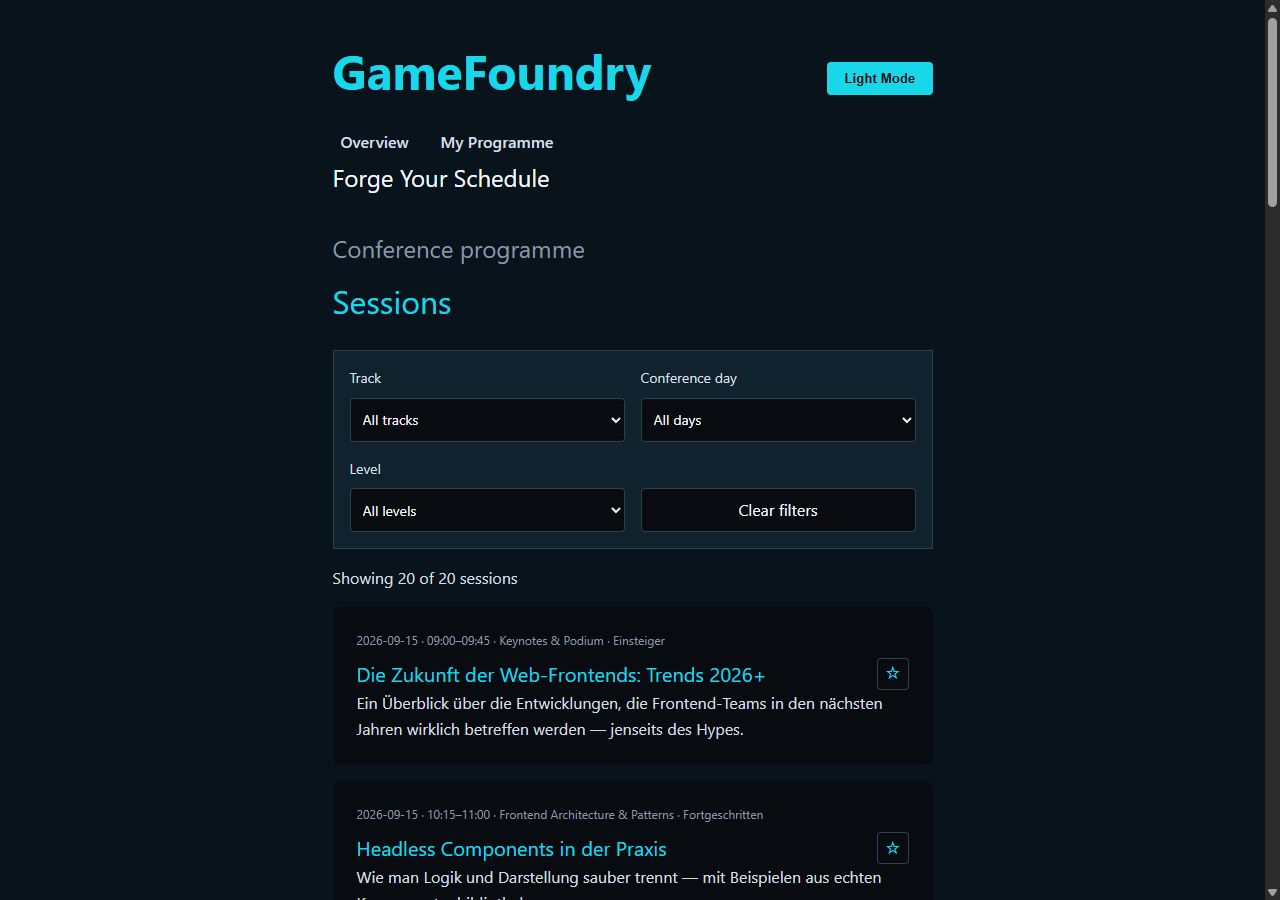 GameFoundry
Light Mode
Overview
My Programme
Forge Your Schedule
Conference programme
Sessions
Track
Conference day
All tracks
All days
Level
All levels
Clear filters
Showing 20 of 20 sessions
2026-09-15 · 09:00–09:45 · Keynotes & Podium · Einsteiger
Die Zukunft der Web-Frontends: Trends 2026+
☆
Ein Überblick über die Entwicklungen, die Frontend-Teams in den nächsten
Jahren wirklich betreffen werden — jenseits des Hypes.
2026-09-15 · 10:15–11:00 · Frontend Architecture & Patterns · Fortgeschritten
Headless Components in der Praxis
☆
Wie man Logik und Darstellung sauber trennt — mit Beispielen aus echten